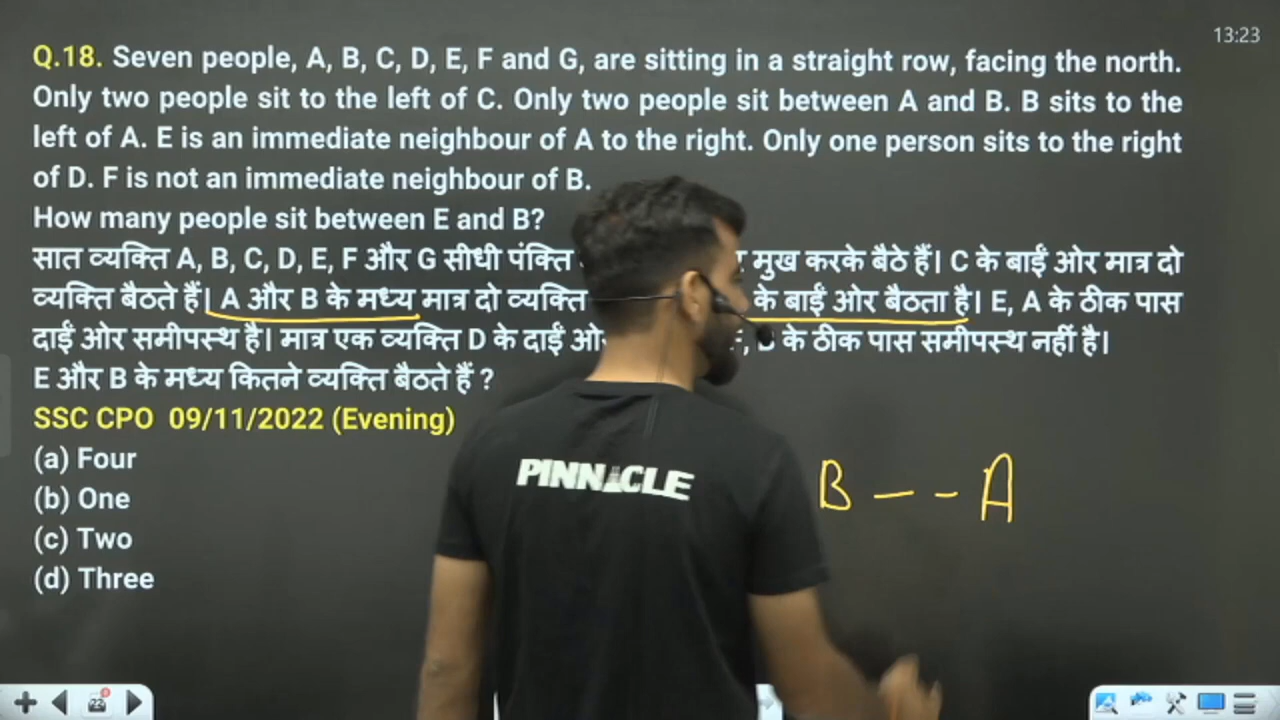 13:23
Q.18. Seven people, A, B, C, D, E, F and G, are sitting in a straight row, facing the north.
Only two people sit to the left of C. Only two people sit between A and B. B sits to the
left of A. E is an immediate neighbour of A to the right. Only one person sits to the right
of D. F is not an immediate neighbour of B.
How many people sit between E and B?
सात व्यक्ति A, B, C, D, E, F और G सीधी पंक्ति मुख करके बैठे हैं। C के बाईं ओर मात्र दो
व्यक्ति बैठते हैं। A और B के मध्य मात्र दो व्यक्ति के बाईं ओर बैठता है। E, A के ठीक पास
दाईं ओर समीपस्थ है। मात्र एक व्यक्ति D के दाईं के ठीक पास समीपस्थ नहीं है।
E और B के मध्य कितने व्यक्ति बैठते हैं ?
SSC CPO 09/11/2022 (Evening)
(a) Four
(b) One
(c) Two
(d) Three
PINNACLE
B - - A
22